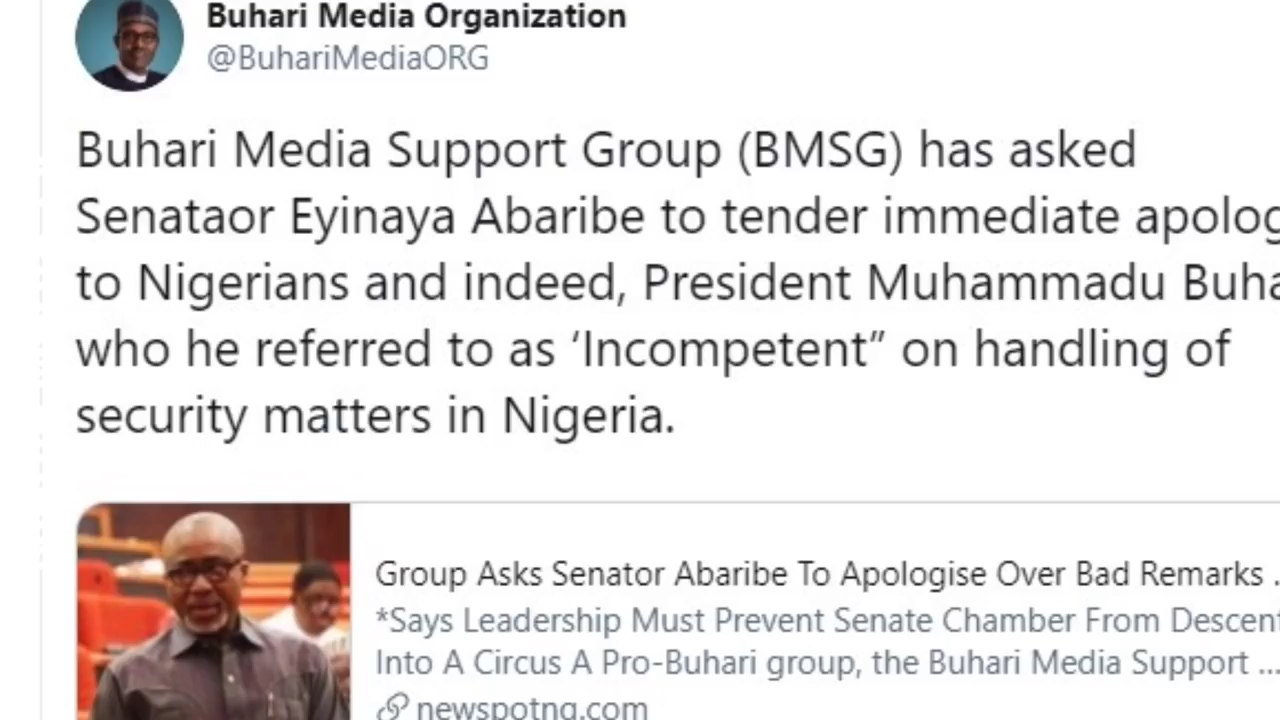 Buhari Media Organization
@BuhariMediaORG
Buhari Media Support Group (BMSG) has asked
Senataor Eyinaya Abaribe to tender immediate apolog
to Nigerians and indeed, President Muhammadu Buha
who he referred to as ‘Incompetent” on handling of
security matters in Nigeria.
Group Asks Senator Abaribe To Apologise Over Bad Remarks .
*Says Leadership Must Prevent Senate Chamber From Descent
Into A Circus A Pro-Buhari group, the Buhari Media Support ...
newspotng.com